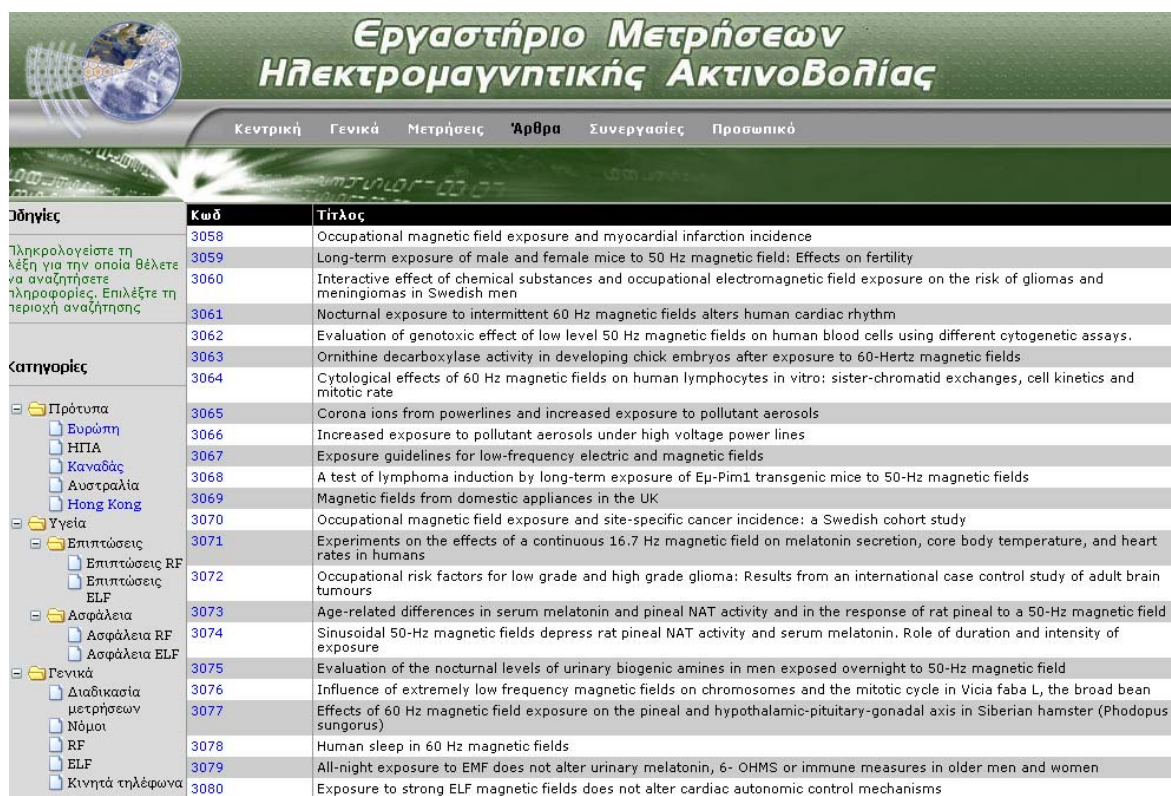 Εργαστήριο Μετρήσεων
Ηλεκτρομαγνητικής Ακτινοβολίας
Κεντρική Γενικά Μετρήσεις Άρθρα Συνεργασίες Προσωπικό
Οδηγίες
Πληκρολογείστε τη
λέξη για την οποία θέλετε
να αναζητήσετε
πληροφορίες. Επιλέξτε τη
περιοχή αναζήτησης
Κατηγορίες
Πρότυπα
Ευρώπη
ΗΠΑ
Καναδάς
Αυστραλία
Hong Kong
Υγεία
Επιπτώσεις
Επιπτώσεις RF
Επιπτώσεις
ELF
Ασφάλεια
Ασφάλεια RF
Ασφάλεια ELF
Γενικά
Διαδικασία
μετρήσεων
Νόμοι
RF
ELF
Κινητά τηλέφωνα
Κωδ Τίτλος
3058 Occupational magnetic field exposure and myocardial infarction incidence
3059 Long-term exposure of male and female mice to 50 Hz magnetic field: Effects on fertility
3060 Interactive effect of chemical substances and occupational electromagnetic field exposure on the risk of gliomas and
meningiomas in Swedish men
3061 Nocturnal exposure to intermittent 60 Hz magnetic fields alters human cardiac rhythm
3062 Evaluation of genotoxic effect of low level 50 Hz magnetic fields on human blood cells using different cytogenetic assays.
3063 Ornithine decarboxylase activity in developing chick embryos after exposure to 60-Hertz magnetic fields
3064 Cytological effects of 60 Hz magnetic fields on human lymphocytes in vitro: sister-chromatid exchanges, cell kinetics and
mitotic rate
3065 Corona ions from powerlines and increased exposure to pollutant aerosols
3066 Increased exposure to pollutant aerosols under high voltage power lines
3067 Exposure guidelines for low-frequency electric and magnetic fields
3068 A test of lymphoma induction by long-term exposure of Eμ-Pim1 transgenic mice to 50-Hz magnetic fields
3069 Magnetic fields from domestic appliances in the UK
3070 Occupational magnetic field exposure and site-specific cancer incidence: a Swedish cohort study
3071 Experiments on the effects of a continuous 16.7 Hz magnetic field on melatonin secretion, core body temperature, and heart
rates in humans
3072 Occupational risk factors for low grade and high grade glioma: Results from an international case control study of adult brain
tumours
3073 Age-related differences in serum melatonin and pineal NAT activity and in the response of rat pineal to a 50-Hz magnetic field
3074 Sinusoidal 50-Hz magnetic fields depress rat pineal NAT activity and serum melatonin. Role of duration and intensity of
exposure
3075 Evaluation of the nocturnal levels of urinary biogenic amines in men exposed overnight to 50-Hz magnetic field
3076 Influence of extremely low frequency magnetic fields on chromosomes and the mitotic cycle in Vicia faba L, the broad bean
3077 Effects of 60 Hz magnetic field exposure on the pineal and hypothalamic-pituitary-gonadal axis in Siberian hamster (Phodopus
sungorus)
3078 Human sleep in 60 Hz magnetic fields
3079 All-night exposure to EMF does not alter urinary melatonin, 6- OHMS or immune measures in older men and women
3080 Exposure to strong ELF magnetic fields does not alter cardiac autonomic control mechanisms